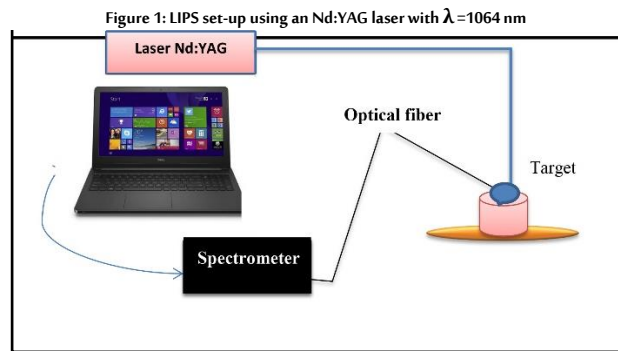 Figure 1: LIPS set-up using an Nd:YAG laser with λ=1064 nm
Laser Nd:YAG
Optical fiber
Target
Spectrometer